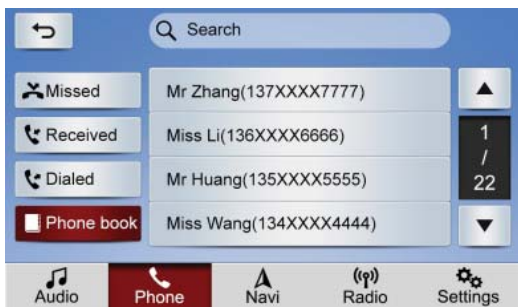 Search
Missed
Mr Zhang(137XXXX7777)
Received
Miss Li(136XXXX6666)
1
/
22
Dialed
Mr Huang(135XXXX5555)
Phone book
Miss Wang(134XXXX4444)
Audio
Phone
Navi
Radio
Settings